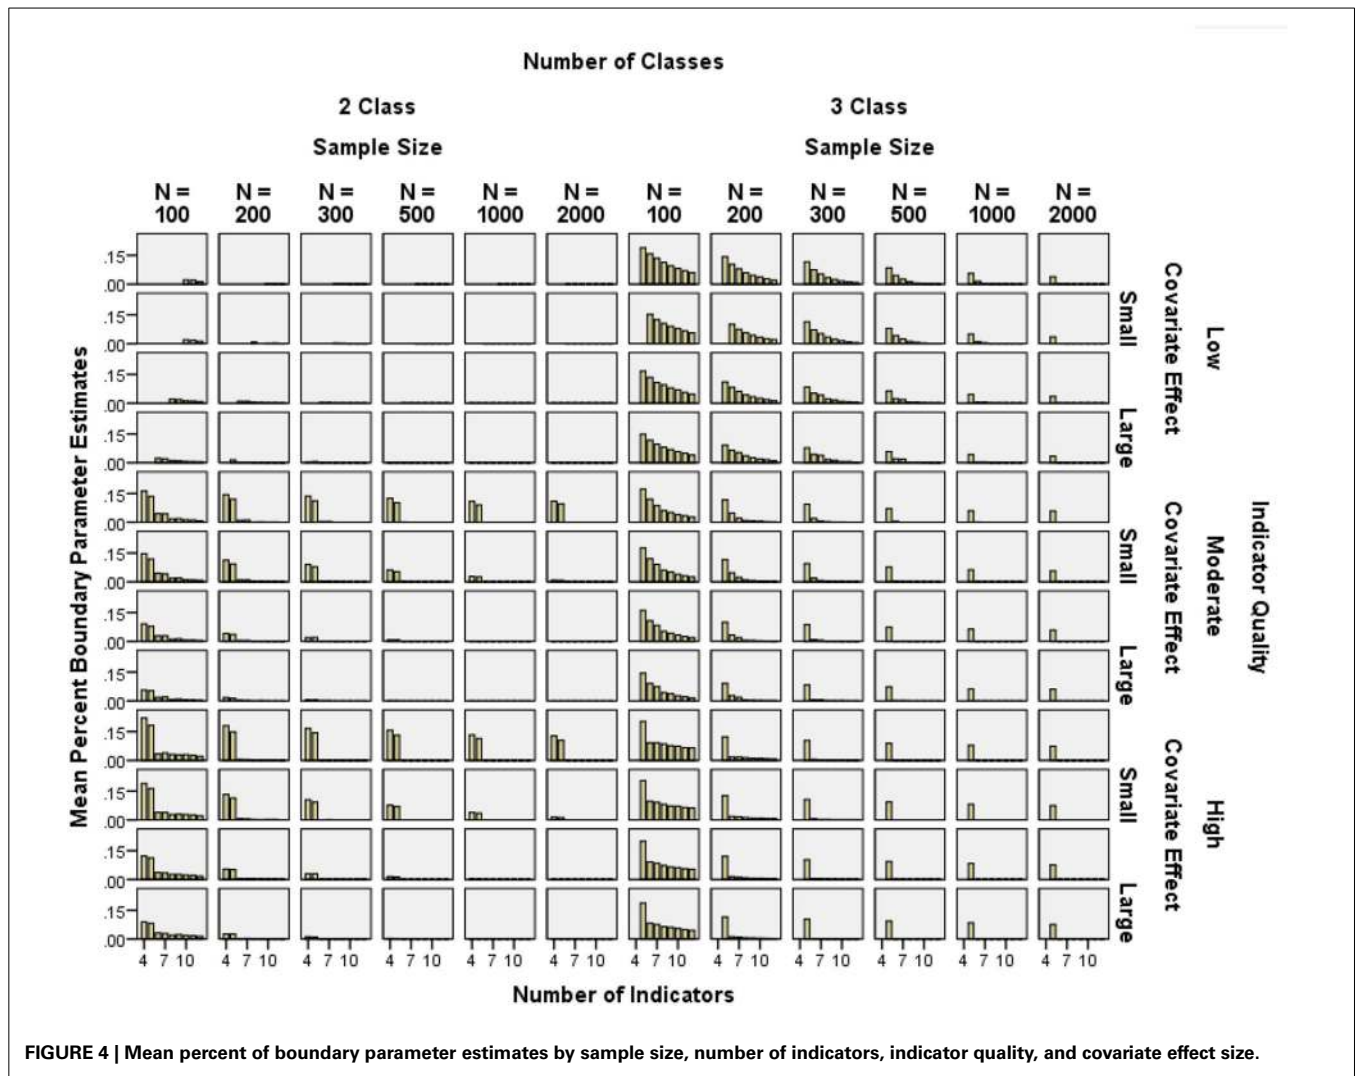 Number of Classes
2 Class 3 Class
Sample Size Sample Size
N = N = N = N = N = N = N = N = N = N = N = N =
100 200 300 500 1000 2000 100 200 300 500 1000 2000
Mean Percent Boundary Parameter Estimates
.15
.00
.15
.00
.15
.00
.15
.00
.15
.00
.15
.00
.15
.00
.15
.00
.15
.00
.15
.00
.15
.00
.15
.00
Small
Large
Small
Large
Small
Large
Covariate Effect
Covariate Effect
Covariate Effect
Low
Moderate
High
Indicator Quality
4 7 10 4 7 10 4 7 10 4 7 10 4 7 10 4 7 10 4 7 10 4 7 10 4 7 10 4 7 10 4 7 10 4 7 10
Number of Indicators
FIGURE 4 | Mean percent of boundary parameter estimates by sample size, number of indicators, indicator quality, and covariate effect size.